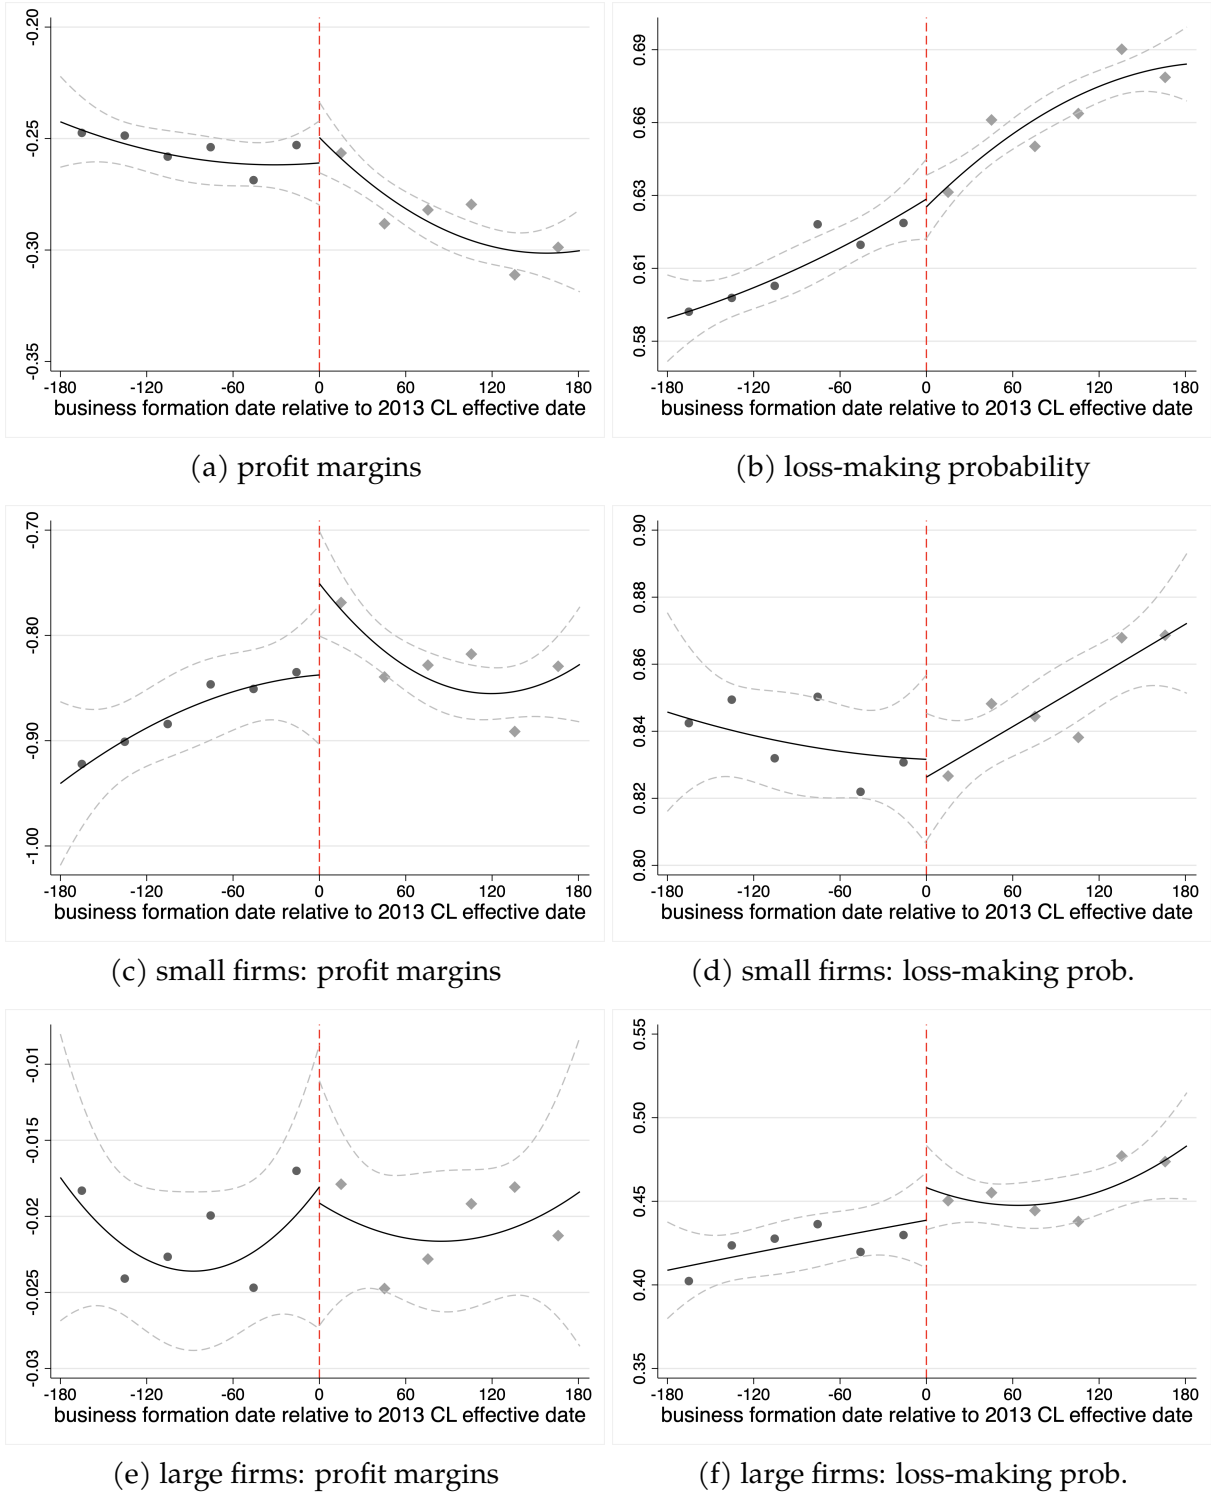 -0.20
-0.25
-0.30
-0.35
-180 -120 -60 0 60 120 180
business formation date relative to 2013 CL effective date
(a) profit margins
0.69
0.66
0.63
0.61
0.58
-180 -120 -60 0 60 120 180
business formation date relative to 2013 CL effective date
(b) loss-making probability
-0.70
-0.80
-0.90
-1.00
-180 -120 -60 0 60 120 180
business formation date relative to 2013 CL effective date
(c) small firms: profit margins
0.90
0.88
0.86
0.84
0.82
0.80
-180 -120 -60 0 60 120 180
business formation date relative to 2013 CL effective date
(d) small firms: loss-making prob.
-0.01
-0.015
-0.02
-0.025
-0.03
-180 -120 -60 0 60 120 180
business formation date relative to 2013 CL effective date
(e) large firms: profit margins
0.55
0.50
0.45
0.40
0.35
-180 -120 -60 0 60 120 180
business formation date relative to 2013 CL effective date
(f) large firms: loss-making prob.